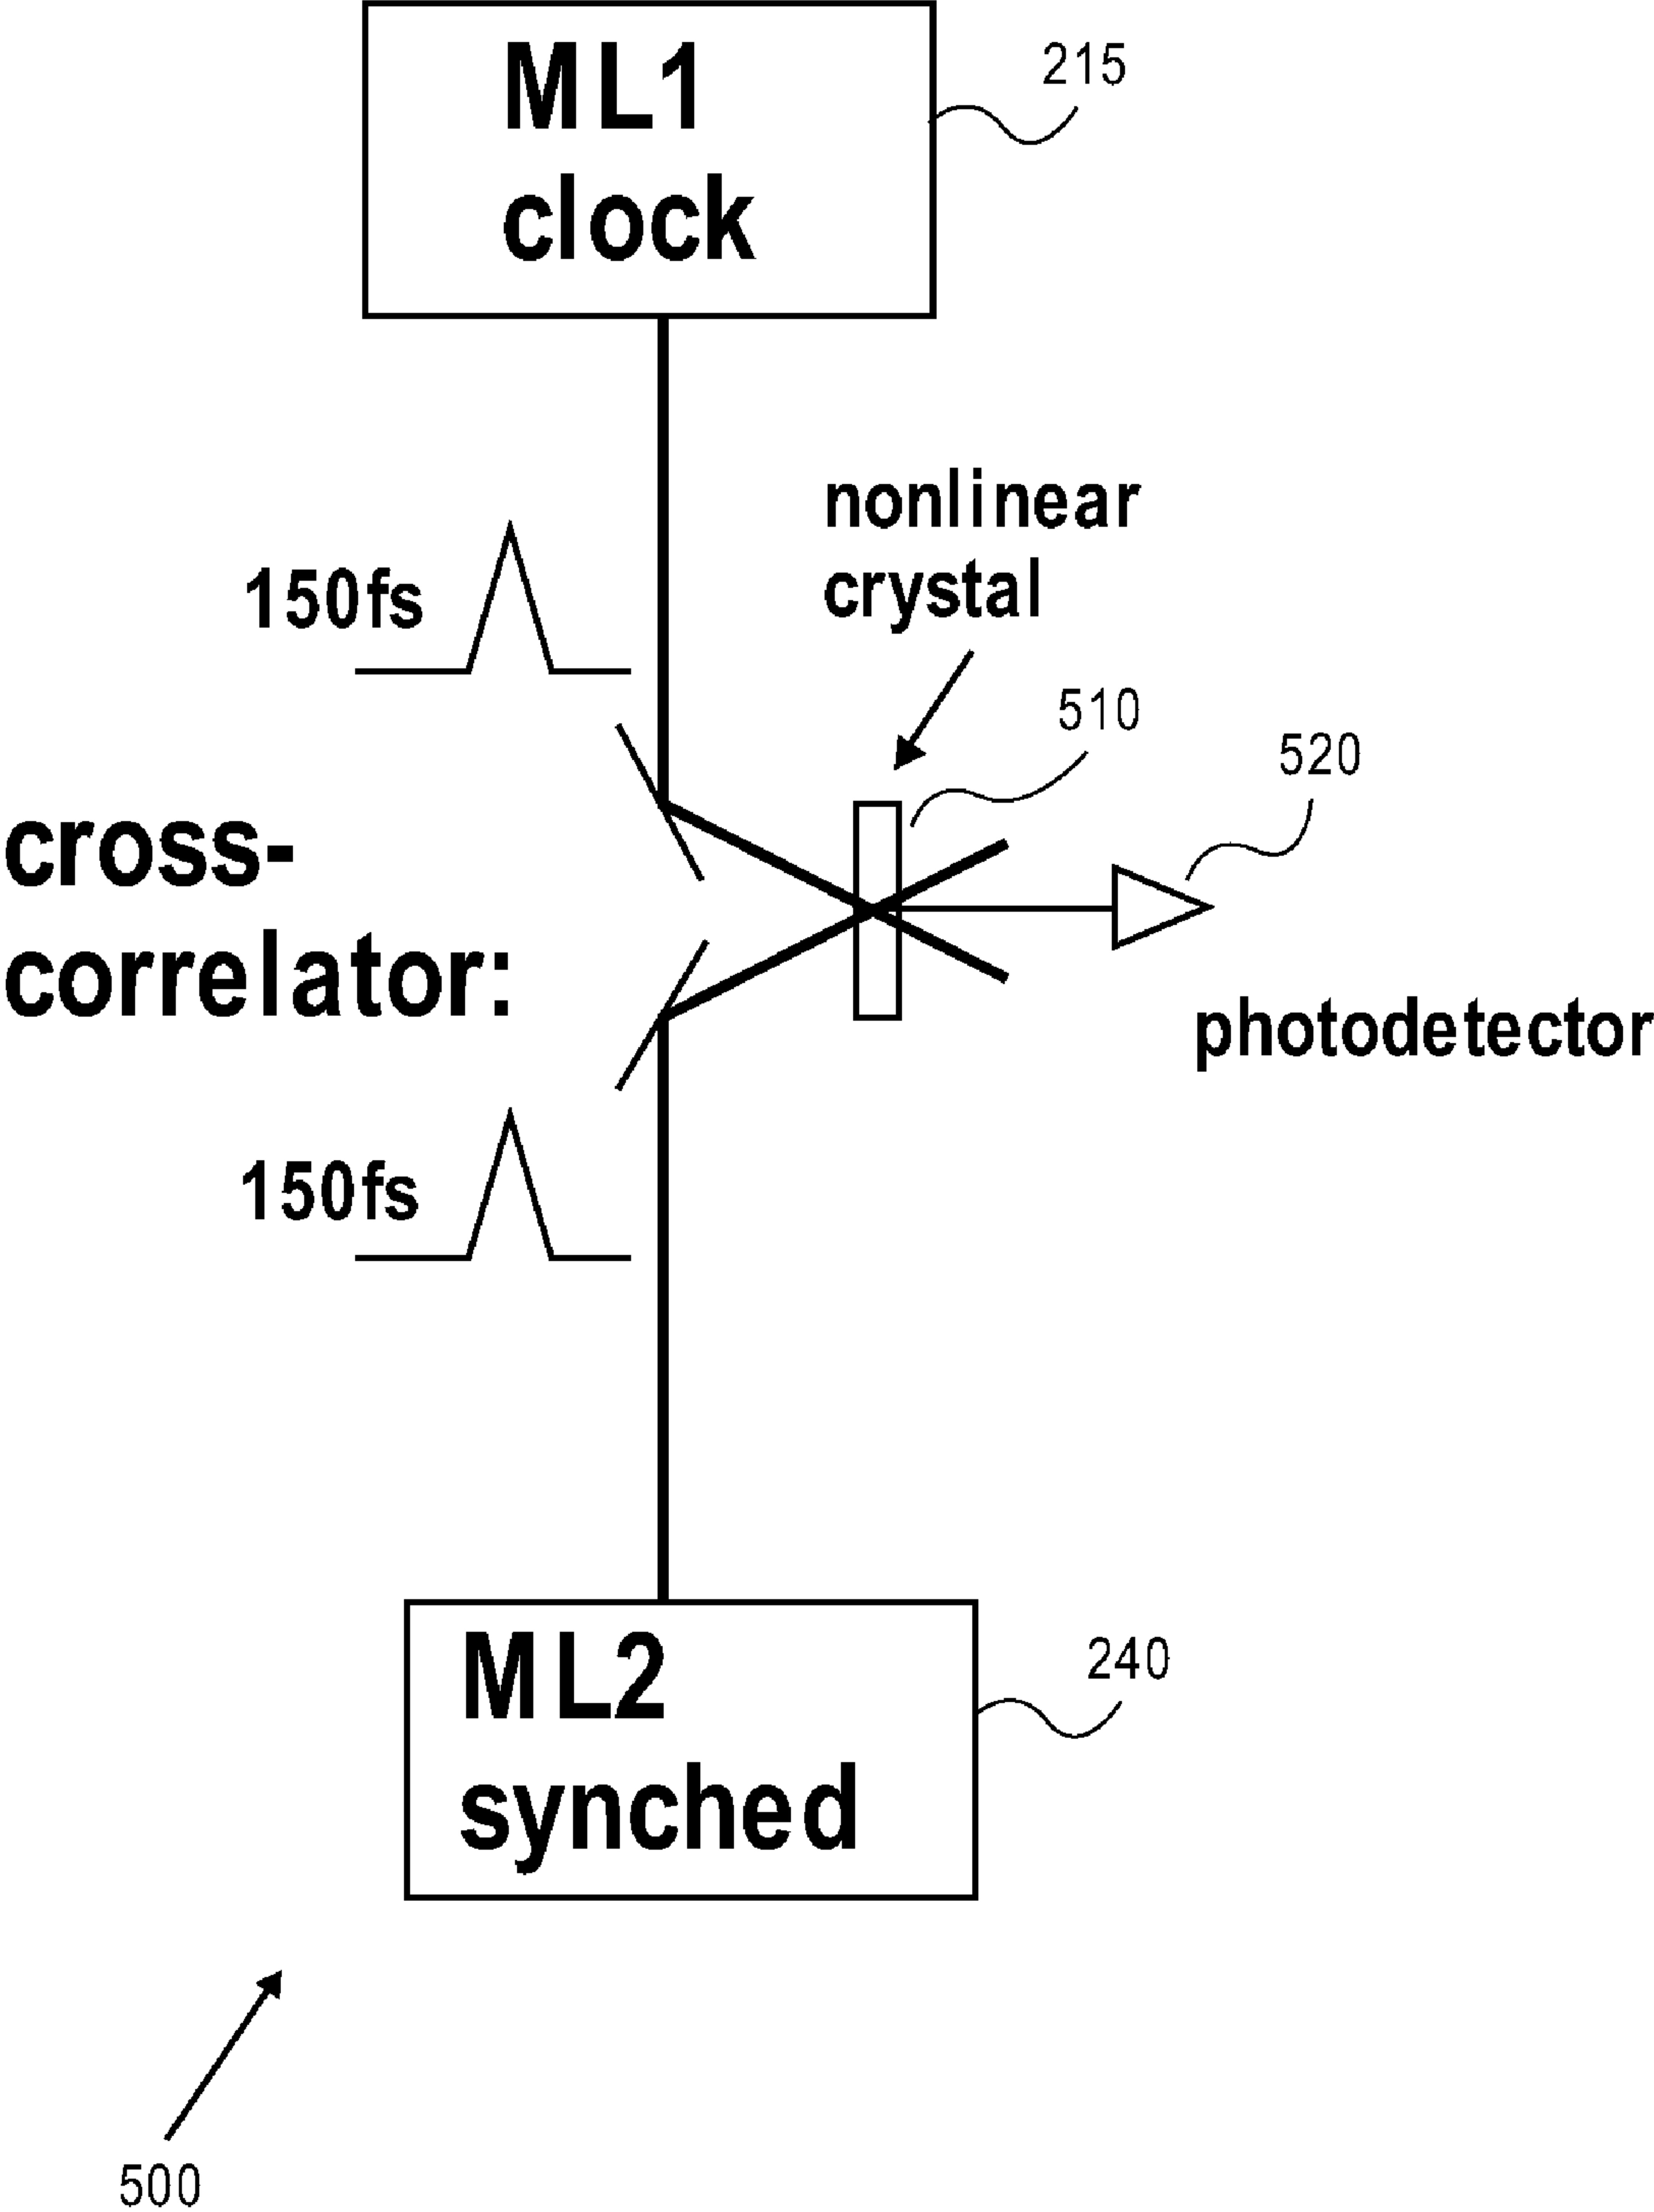 ML1
clock
215
nonlinear
crystal
150fs
510
520
cross-
correlator:
photodetector
150fs
ML2
synched
240
500